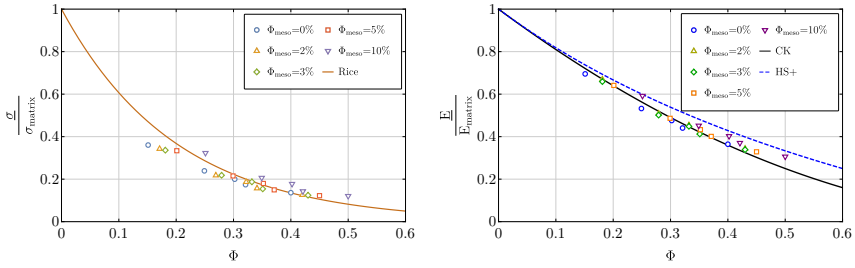 1
0.8
0.6
0.4
0.2
0
0 0.1 0.2 0.3 0.4 0.5 0.6
Φ
σ
σmatrix
Φmeso=0% Φmeso=5%
Φmeso=2% Φmeso=10%
Φmeso=3% Rice
1
0.8
0.6
0.4
0.2
0
0 0.1 0.2 0.3 0.4 0.5 0.6
Φ
E
Ematrix
Φmeso=0% Φmeso=10%
Φmeso=2% CK
Φmeso=3% HS+
Φmeso=5%